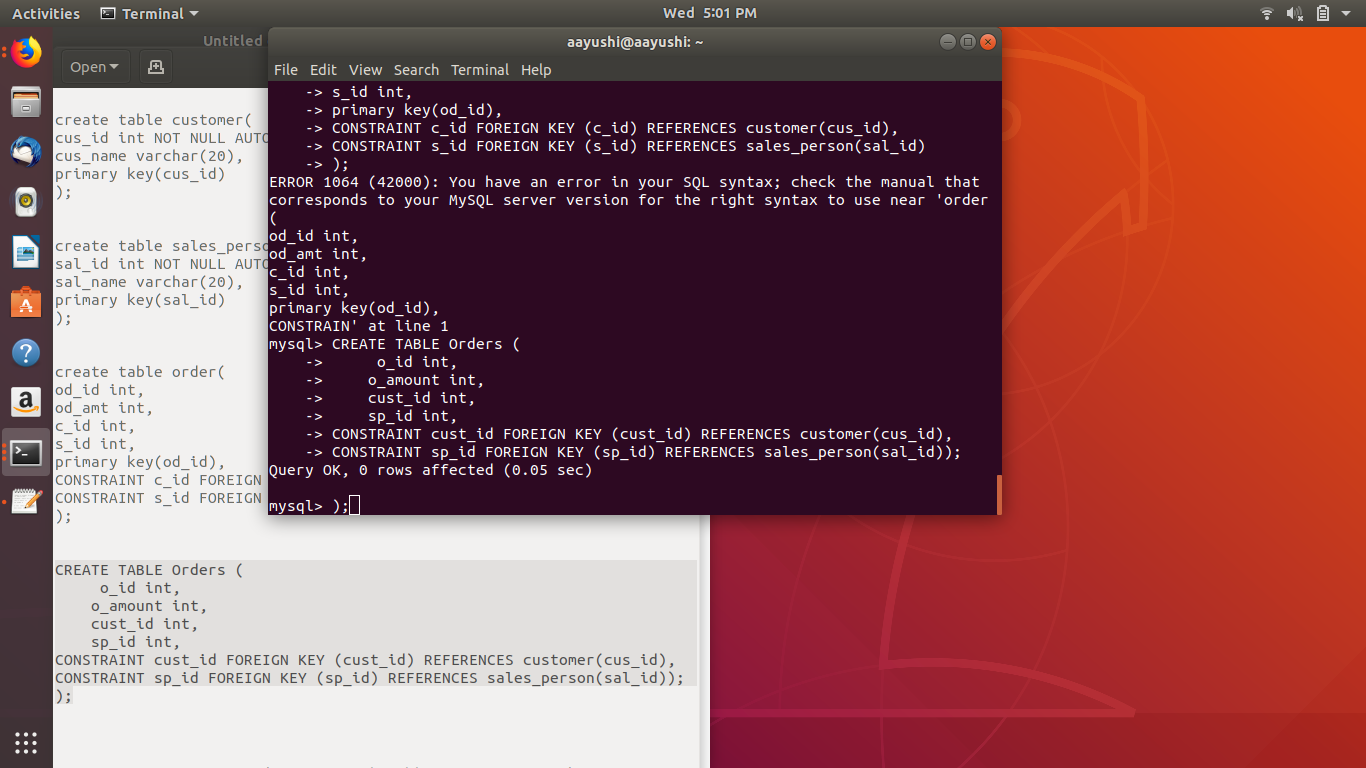 Activities
Terminal
Wed 5:01 PM
Untitled
Open
create table customer(
cus_id int NOT NULL AUTO
cus_name varchar(20),
primary key(cus_id)
);
create table sales_perso
sal_id int NOT NULL AUTO
sal_name varchar(20),
primary key(sal_id)
);
create table order(
od_id int,
od_amt int,
c_id int,
s_id int,
primary key(od_id),
CONSTRAINT c_id FOREIGN
CONSTRAINT s_id FOREIGN
);
CREATE TABLE Orders (
o_id int,
o_amount int,
cust_id int,
sp_id int,
CONSTRAINT cust_id FOREIGN KEY (cust_id) REFERENCES customer(cus_id),
CONSTRAINT sp_id FOREIGN KEY (sp_id) REFERENCES sales_person(sal_id));
);
aayushi@aayushi: ~
File Edit View Search Terminal Help
-> s_id int,
-> primary key(od_id),
-> CONSTRAINT c_id FOREIGN KEY (c_id) REFERENCES customer(cus_id),
-> CONSTRAINT s_id FOREIGN KEY (s_id) REFERENCES sales_person(sal_id)
-> );
ERROR 1064 (42000): You have an error in your SQL syntax; check the manual that
corresponds to your MySQL server version for the right syntax to use near 'order
(
od_id int,
od_amt int,
c_id int,
s_id int,
primary key(od_id),
CONSTRAIN' at line 1
mysql> CREATE TABLE Orders (
-> o_id int,
-> o_amount int,
-> cust_id int,
-> sp_id int,
-> CONSTRAINT cust_id FOREIGN KEY (cust_id) REFERENCES customer(cus_id),
-> CONSTRAINT sp_id FOREIGN KEY (sp_id) REFERENCES sales_person(sal_id));
Query OK, 0 rows affected (0.05 sec)
mysql> );